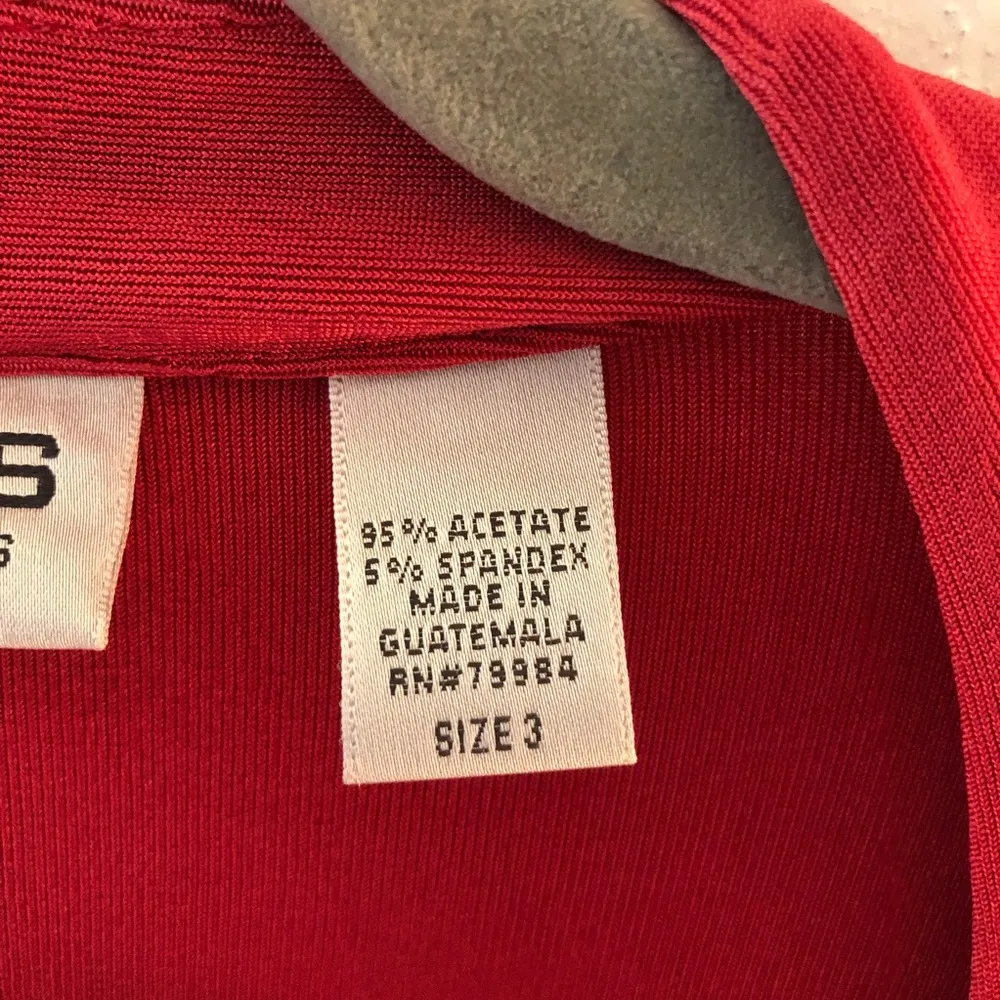 S
S
95% ACETATE
5% SPANDEX
MADE IN
GUATEMALA
RN#79984
SIZE 3